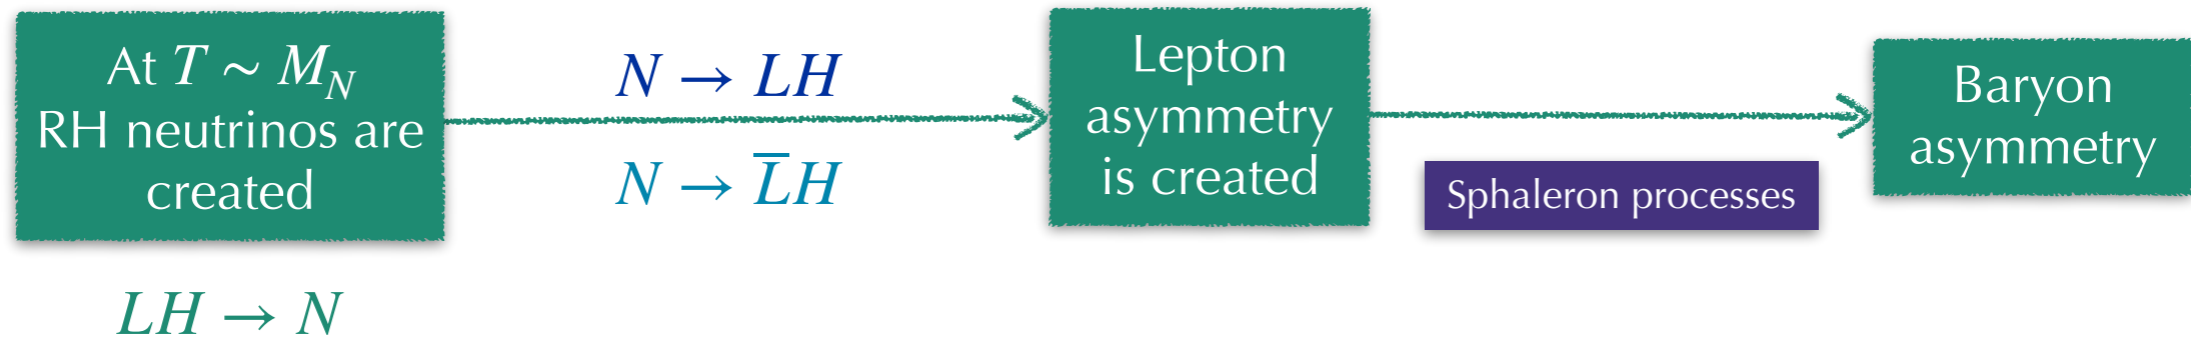 At T ∼ M_N
RH neutrinos are
created
LH → N
N → LH
N → L̅H
Lepton
asymmetry
is created
Sphaleron processes
Baryon
asymmetry